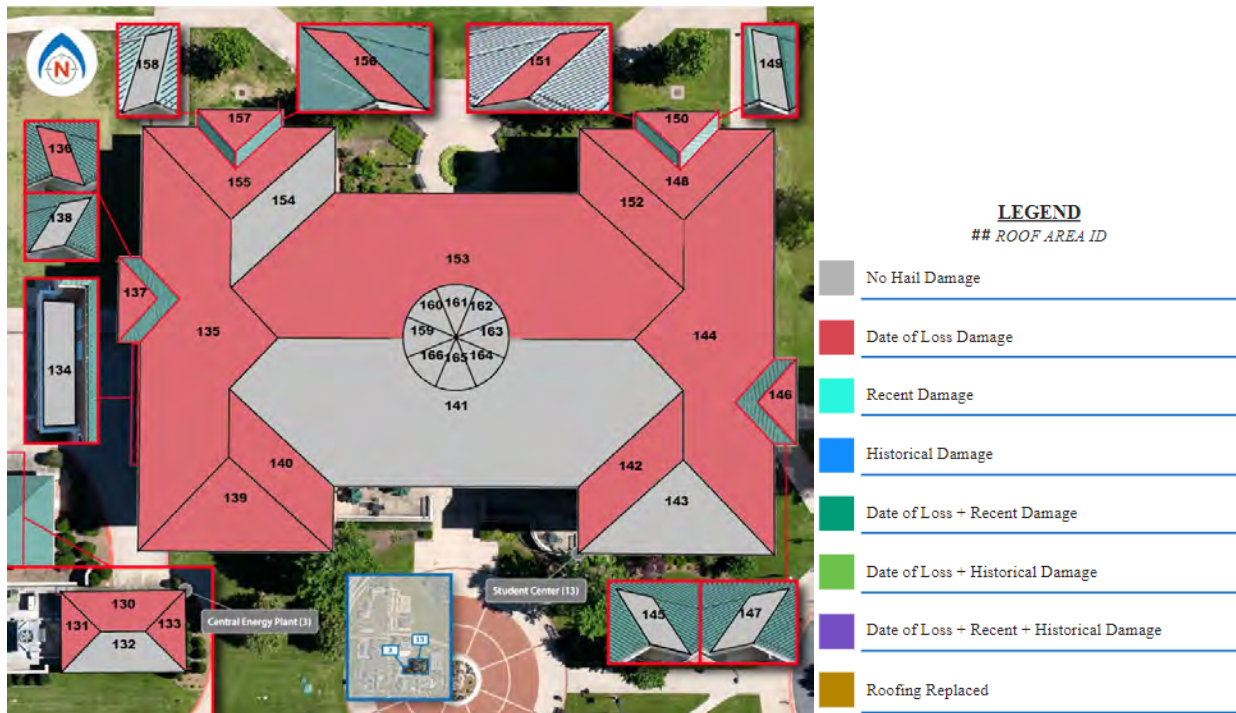 N
158
156
151
149
157
150
136
155
148
154
152
138
153
137
160 161 162
135
159
163
144
134
166 165 164
146
141
140
142
139
143
130
131
133
132
Central Energy Plant (3)
Student Center (13)
3
13
145
147
LEGEND
## ROOF AREA ID
No Hail Damage
Date of Loss Damage
Recent Damage
Historical Damage
Date of Loss + Recent Damage
Date of Loss + Historical Damage
Date of Loss + Recent + Historical Damage
Roofing Replaced